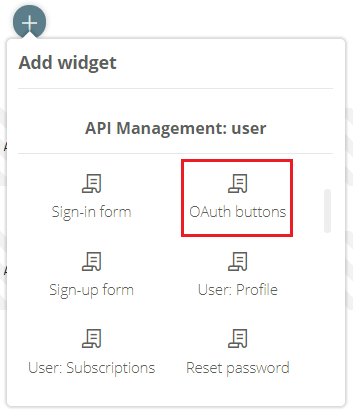 Add widget
API Management: user
Sign-in form
OAuth buttons
Sign-up form
User: Profile
User: Subscriptions
Reset password